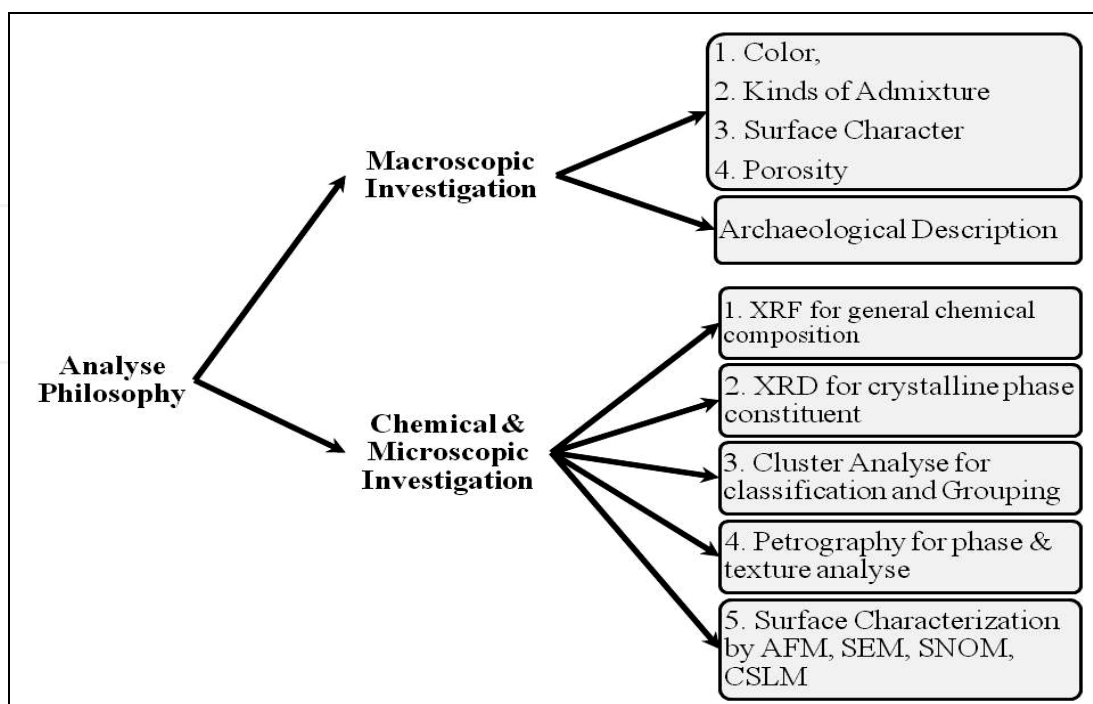 Analyse
Philosophy
Macroscopic
Investigation
1. Color,
2. Kinds of Admixture
3. Surface Character
4. Porosity
Archaeological Description
Chemical &
Microscopic
Investigation
1. XRF for general chemical
composition
2. XRD for crystalline phase
constituent
3. Cluster Analyse for
classification and Grouping
4. Petrography for phase &
texture analyse
5. Surface Characterization
by AFM, SEM, SNOM,
CSLM